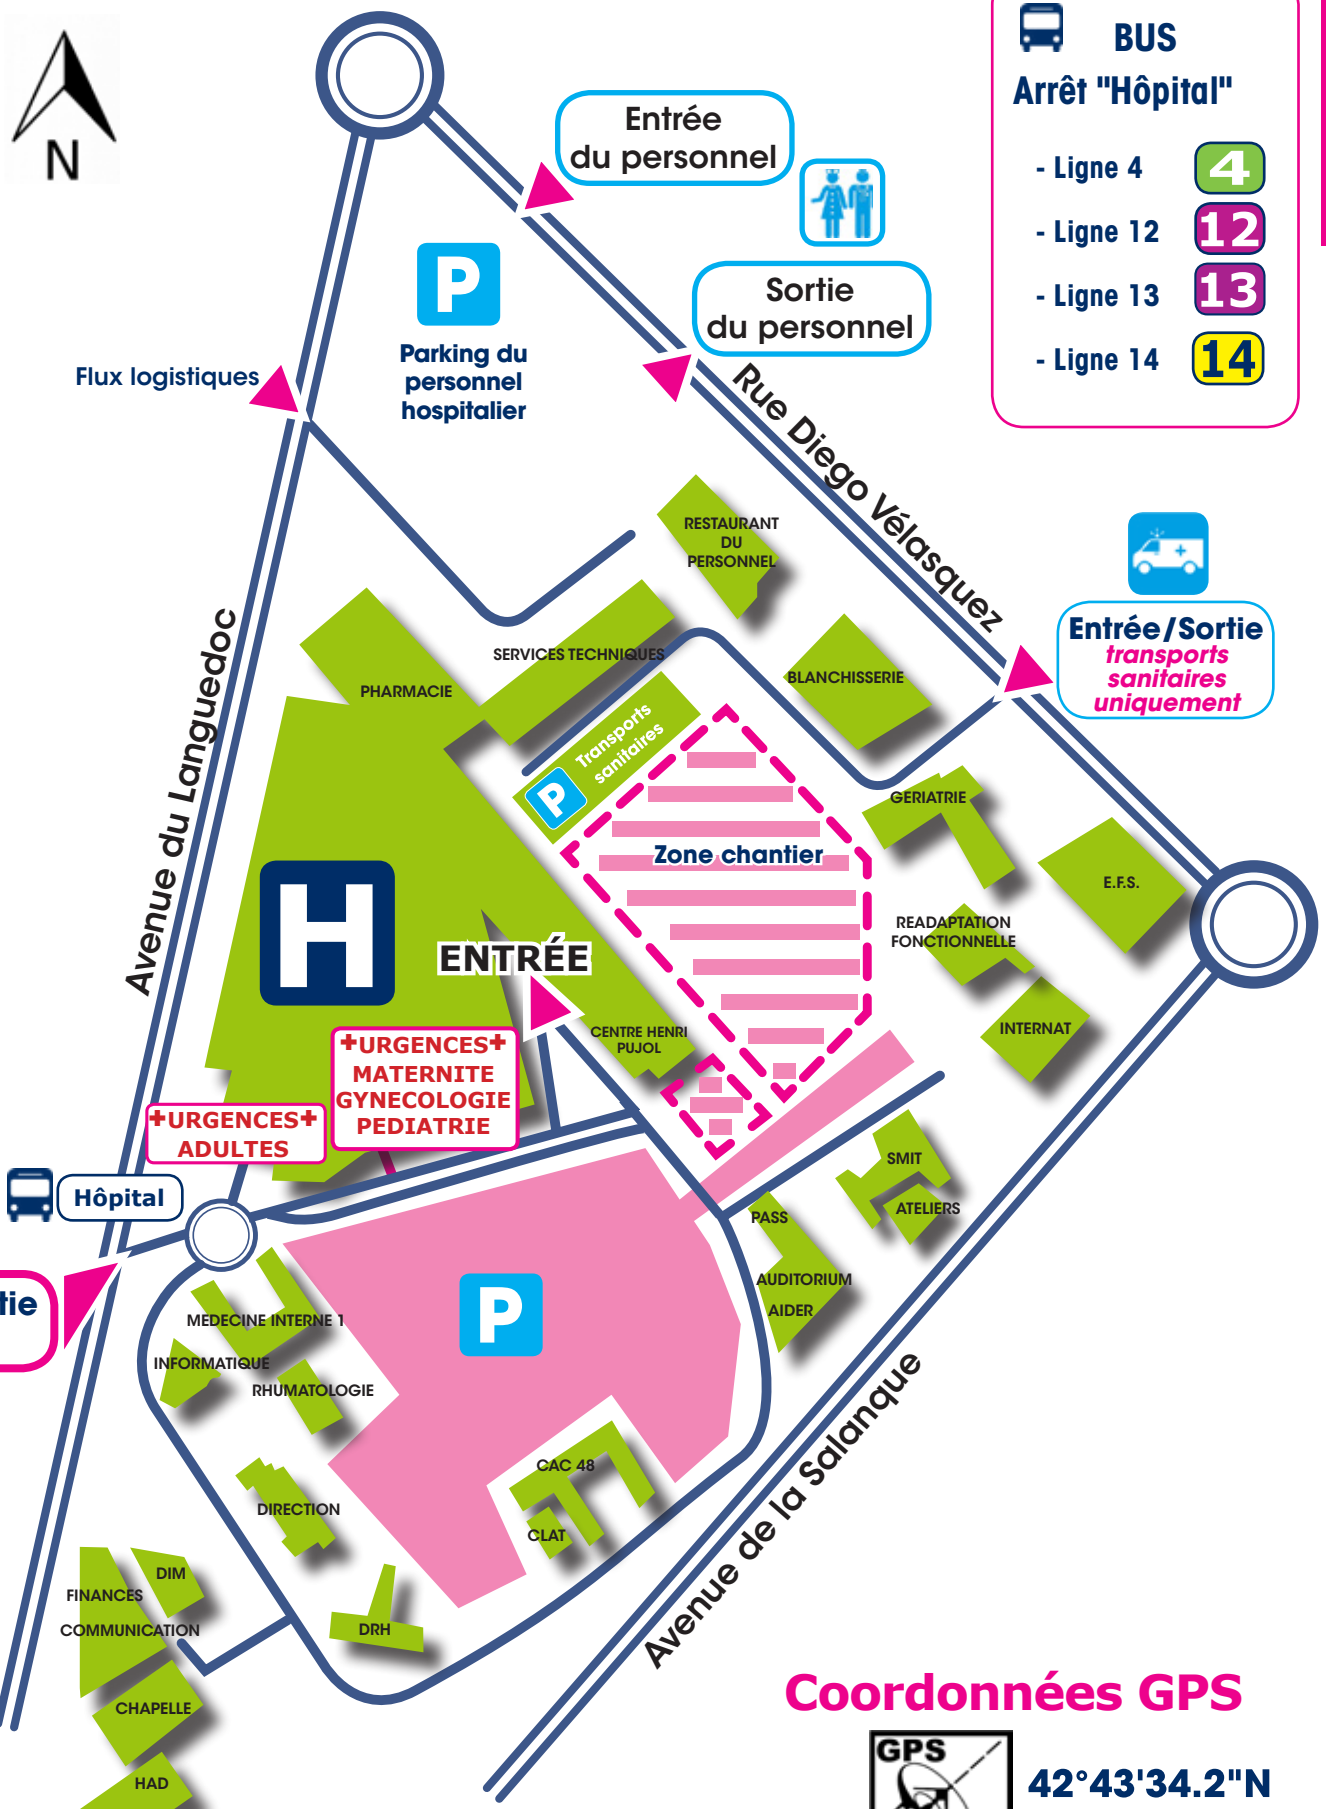 N
BUS
Arrêt "Hôpital"
- Ligne 4 4
- Ligne 12 12
- Ligne 13 13
- Ligne 14 14
Entrée
du personnel
Sortie
du personnel
P
Parking du
personnel
hospitalier
Flux logistiques
Rue Diego Vélasquez
Avenue du Languedoc
RESTAURANT
DU
PERSONNEL
Entrée/Sortie
transports
sanitaires
uniquement
SERVICES TECHNIQUES
PHARMACIE
BLANCHISSERIE
P
Transports
sanitaires
GERIATRIE
Zone chantier
E.F.S.
H
READAPTATION
FONCTIONNELLE
ENTRÉE
INTERNAT
CENTRE HENRI
PUJOL
+URGENCES+
MATERNITE
GYNECOLOGIE
PEDIATRIE
+URGENCES+
ADULTES
SMIT
ATELIERS
Hôpital
PASS
AUDITORIUM
AIDER
tie
P
MEDECINE INTERNE 1
INFORMATIQUE
RHUMATOLOGIE
Avenue de la Salanque
CAC 48
CLAT
DIRECTION
DIM
FINANCES
COMMUNICATION
DRH
CHAPELLE
HAD
Coordonnées GPS
GPS
42°43'34.2"N